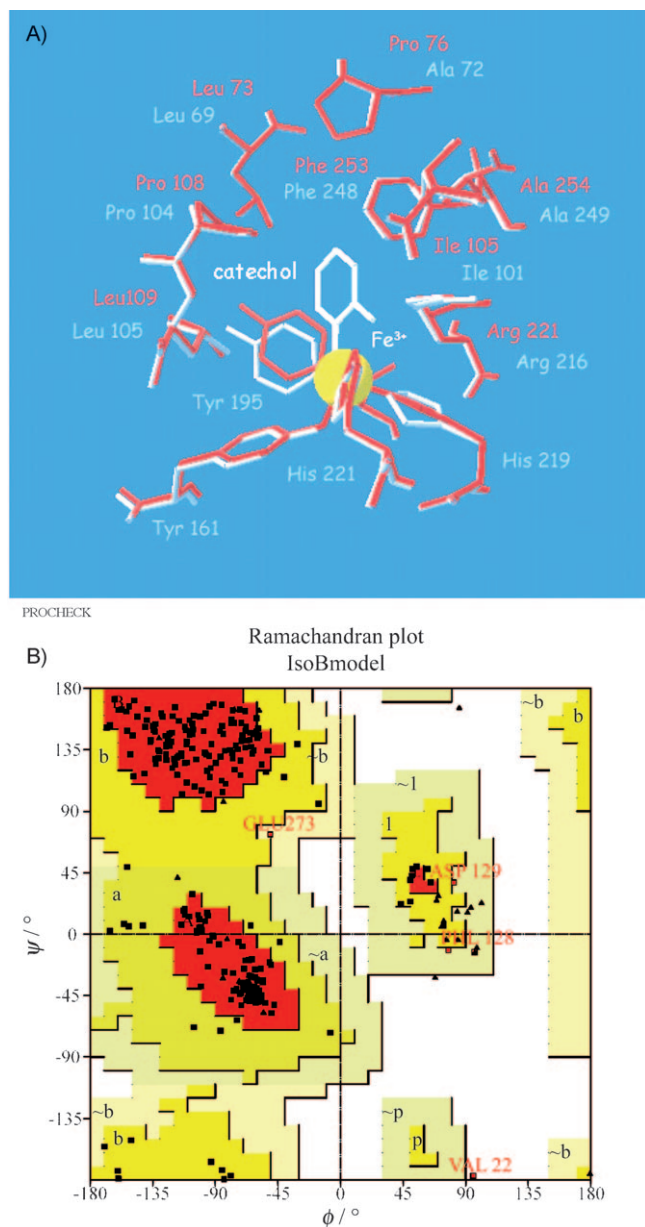 A)
Pro 76
Ala 72
Leu 73
Leu 69
Phe 253
Phe 248
Pro 108
Pro 104
Ala 254
Ala 249
Ile 105
Ile 101
catechol
Fe³⁺
Leu109
Leu 105
Arg 221
Arg 216
Tyr 195
His 221
His 219
Tyr 161
PROCHECK
Ramachandran plot
B)
IsoBmodel
180
B
b
~b
~b
b
135
~l
90
l
GLU273
45
ASP 129
a
A
ψ / °
0
PHE 128
~a
-45
-90
~b
~p
-135
b
p
~b
VAL 22
-180 -135 -90 -45 0 45 90 135 180
ϕ / °